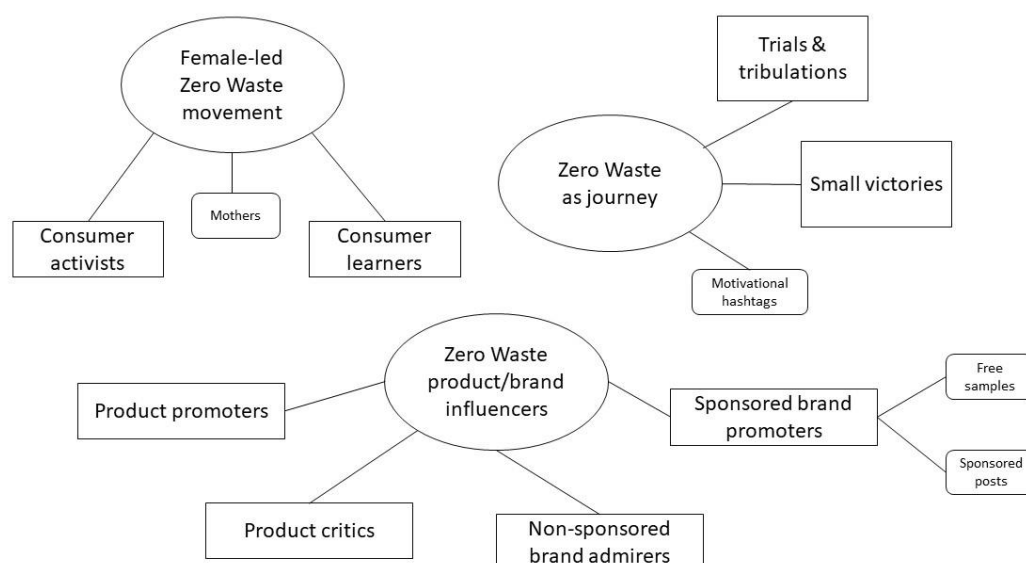 Female-led
Zero Waste
movement
Mothers
Consumer
activists
Consumer
learners
Trials &
tribulations
Zero Waste
as journey
Small victories
Motivational
hashtags
Zero Waste
product/brand
influencers
Product promoters
Product critics
Non-sponsored
brand admirers
Sponsored brand
promoters
Free
samples
Sponsored
posts